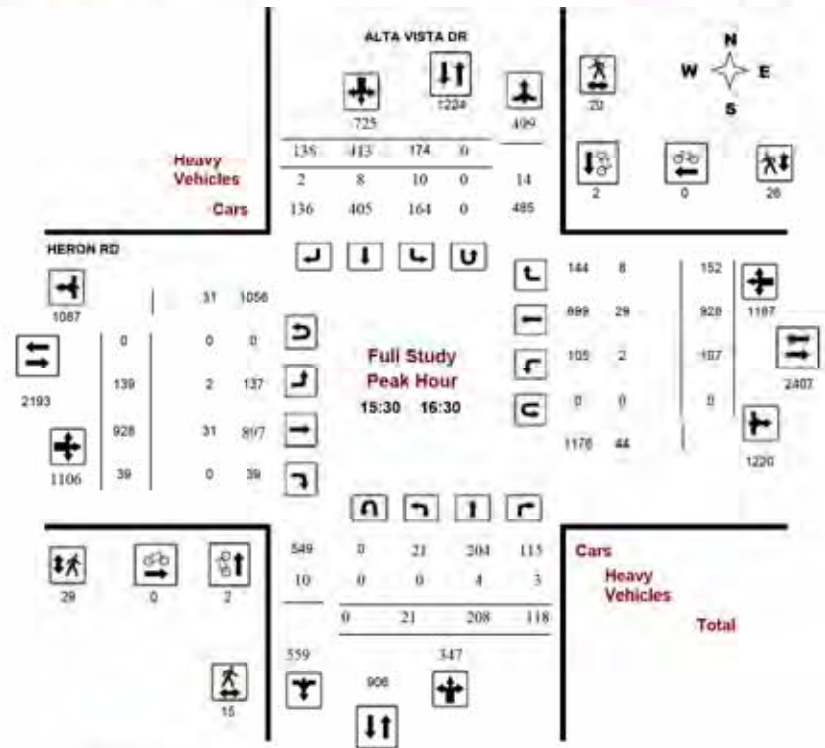 ALTA VISTA DR
N
W E
S
20
1224
725 499
138 413 174 0
Heavy
Vehicles
2 8 10 0 14
2 0 26
Cars
136 405 164 0 485
HERON RD
144 8 152
31 1056
1087
1187
899 29 928
0 0 0
Full Study
Peak Hour
15:30 16:30
105 2 107
139 2 137
2193
2407
0 0 0
928 31 897
1176 44
1220
1106 39 0 39
549 0 21 204 115
Cars
10 0 0 4 3
Heavy
Vehicles
29 0 2
0 21 208 118
Total
559 347
906
15